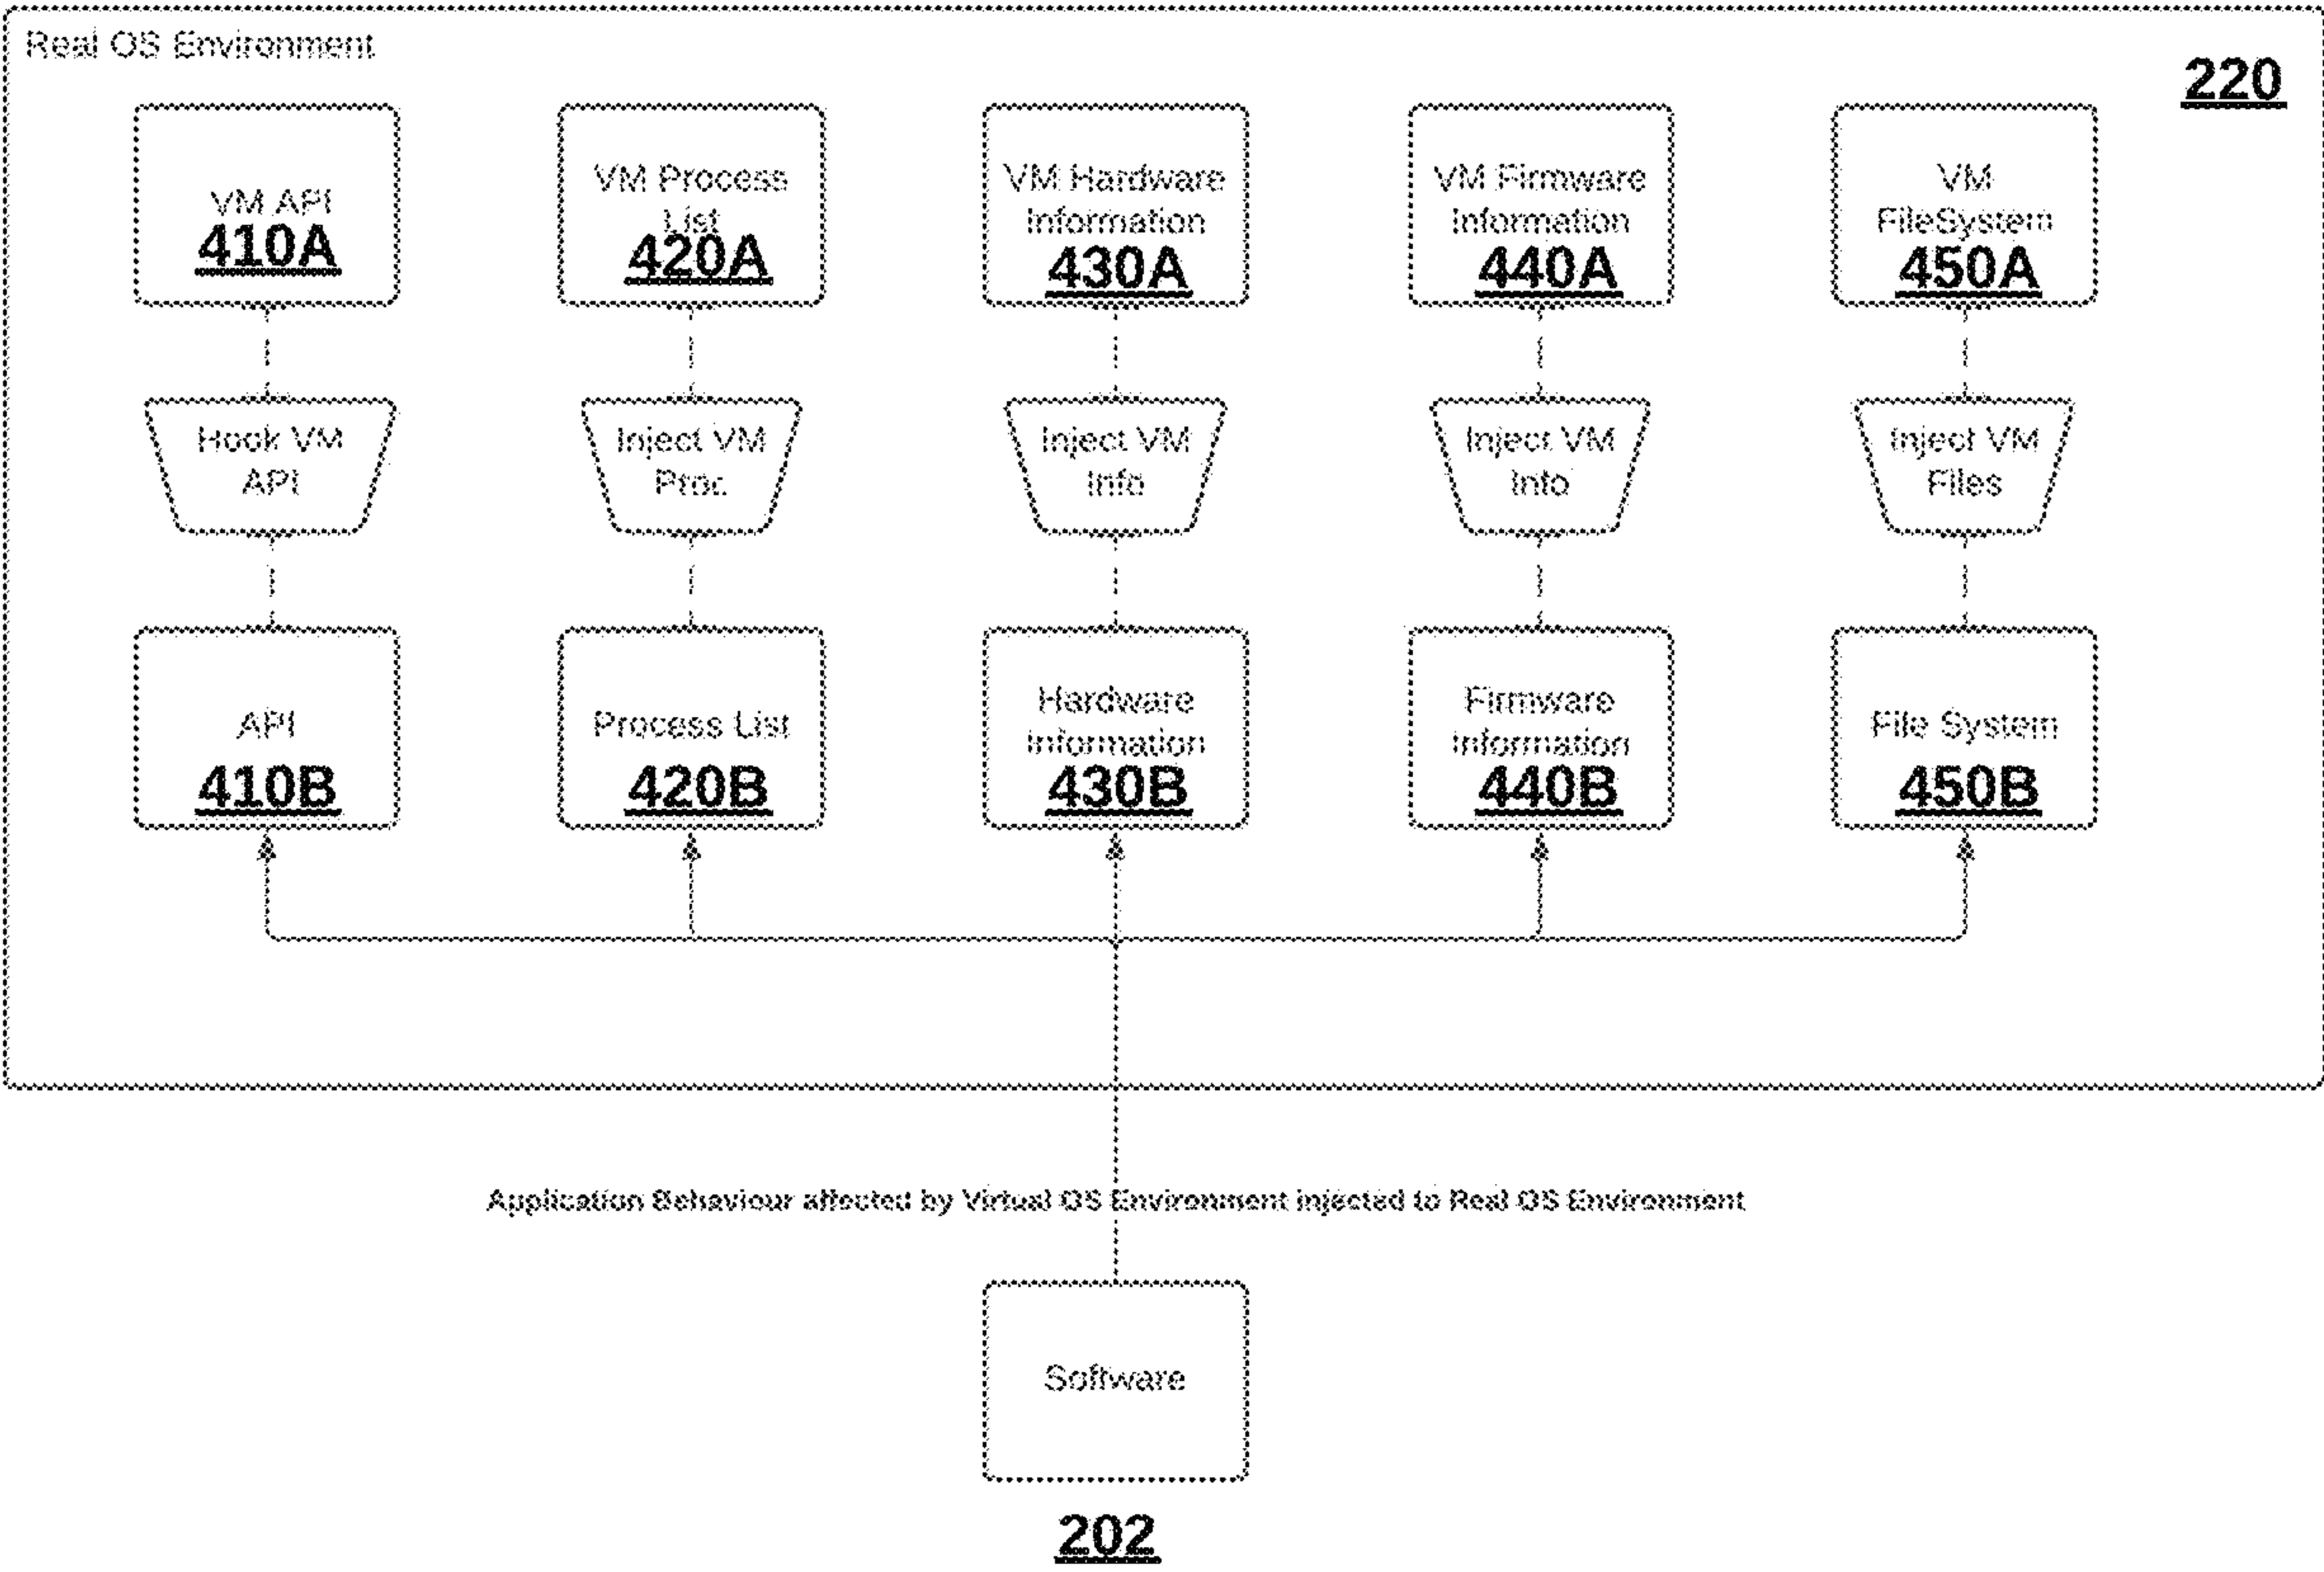 Real OS Environment
220
VM API
410A
VM Process
List
420A
VM Hardware
Information
430A
VM Firmware
Information
440A
VM
FileSystem
450A
Hook VM
API
Inject VM
Proc
Inject VM
Info
Inject VM
Info
Inject VM
Files
API
410B
Process List
420B
Hardware
Information
430B
Firmware
Information
440B
File System
450B
Application Behaviour affected by Virtual OS Environment injected to Real OS Environment
Software
202